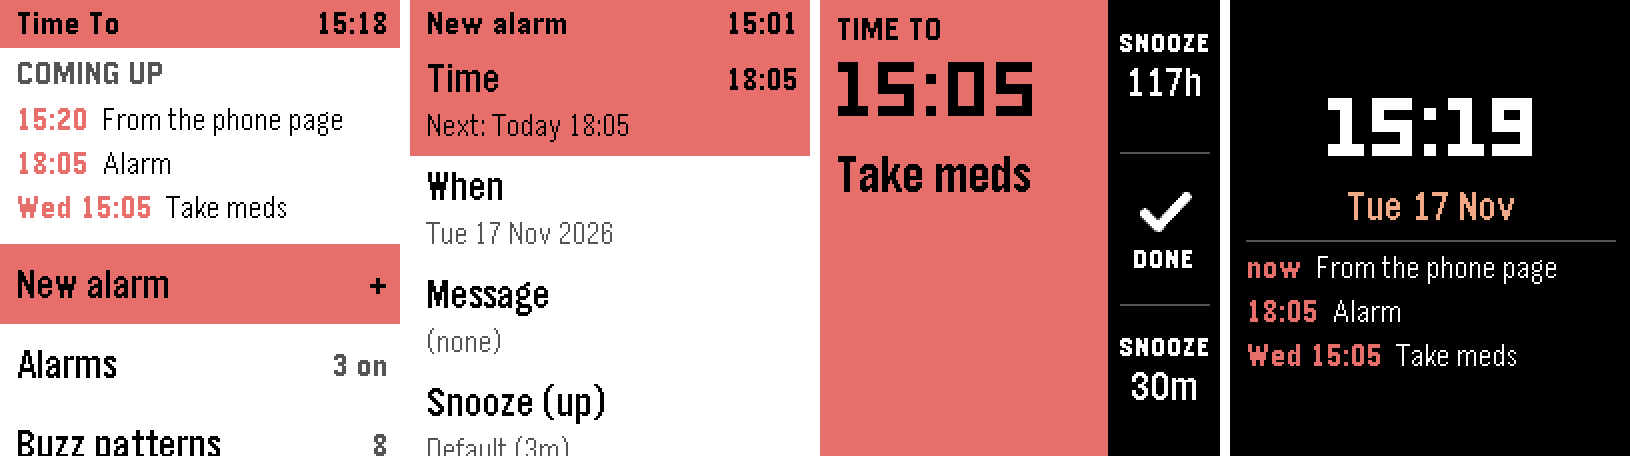 Time To 15:18
COMING UP
15:20 From the phone page
18:05 Alarm
Wed 15:05 Take meds
New alarm +
Alarms 3 on
Buzz patterns 8
New alarm 15:01
Time 18:05
Next: Today 18:05
When
Tue 17 Nov 2026
Message
(none)
Snooze (up)
Default (3m)
TIME TO
15:05
Take meds
SNOOZE
117h
DONE
SNOOZE
30m
15:19
Tue 17 Nov
now From the phone page
18:05 Alarm
Wed 15:05 Take meds